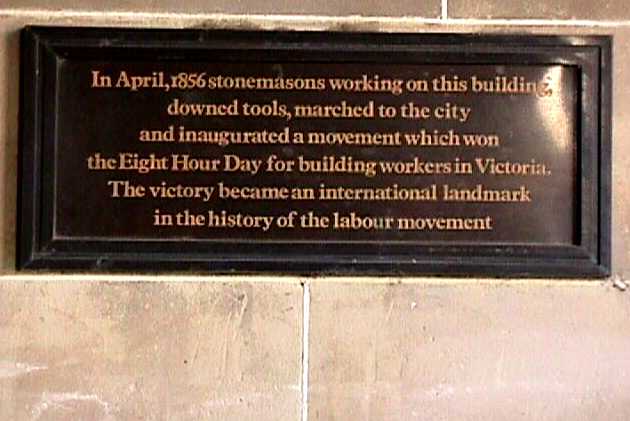 In April, 1856 stonemasons working on this building,
downed tools, marched to the city
and inaugurated a movement which won
the Eight Hour Day for building workers in Victoria.
The victory became an international landmark
in the history of the labour movement